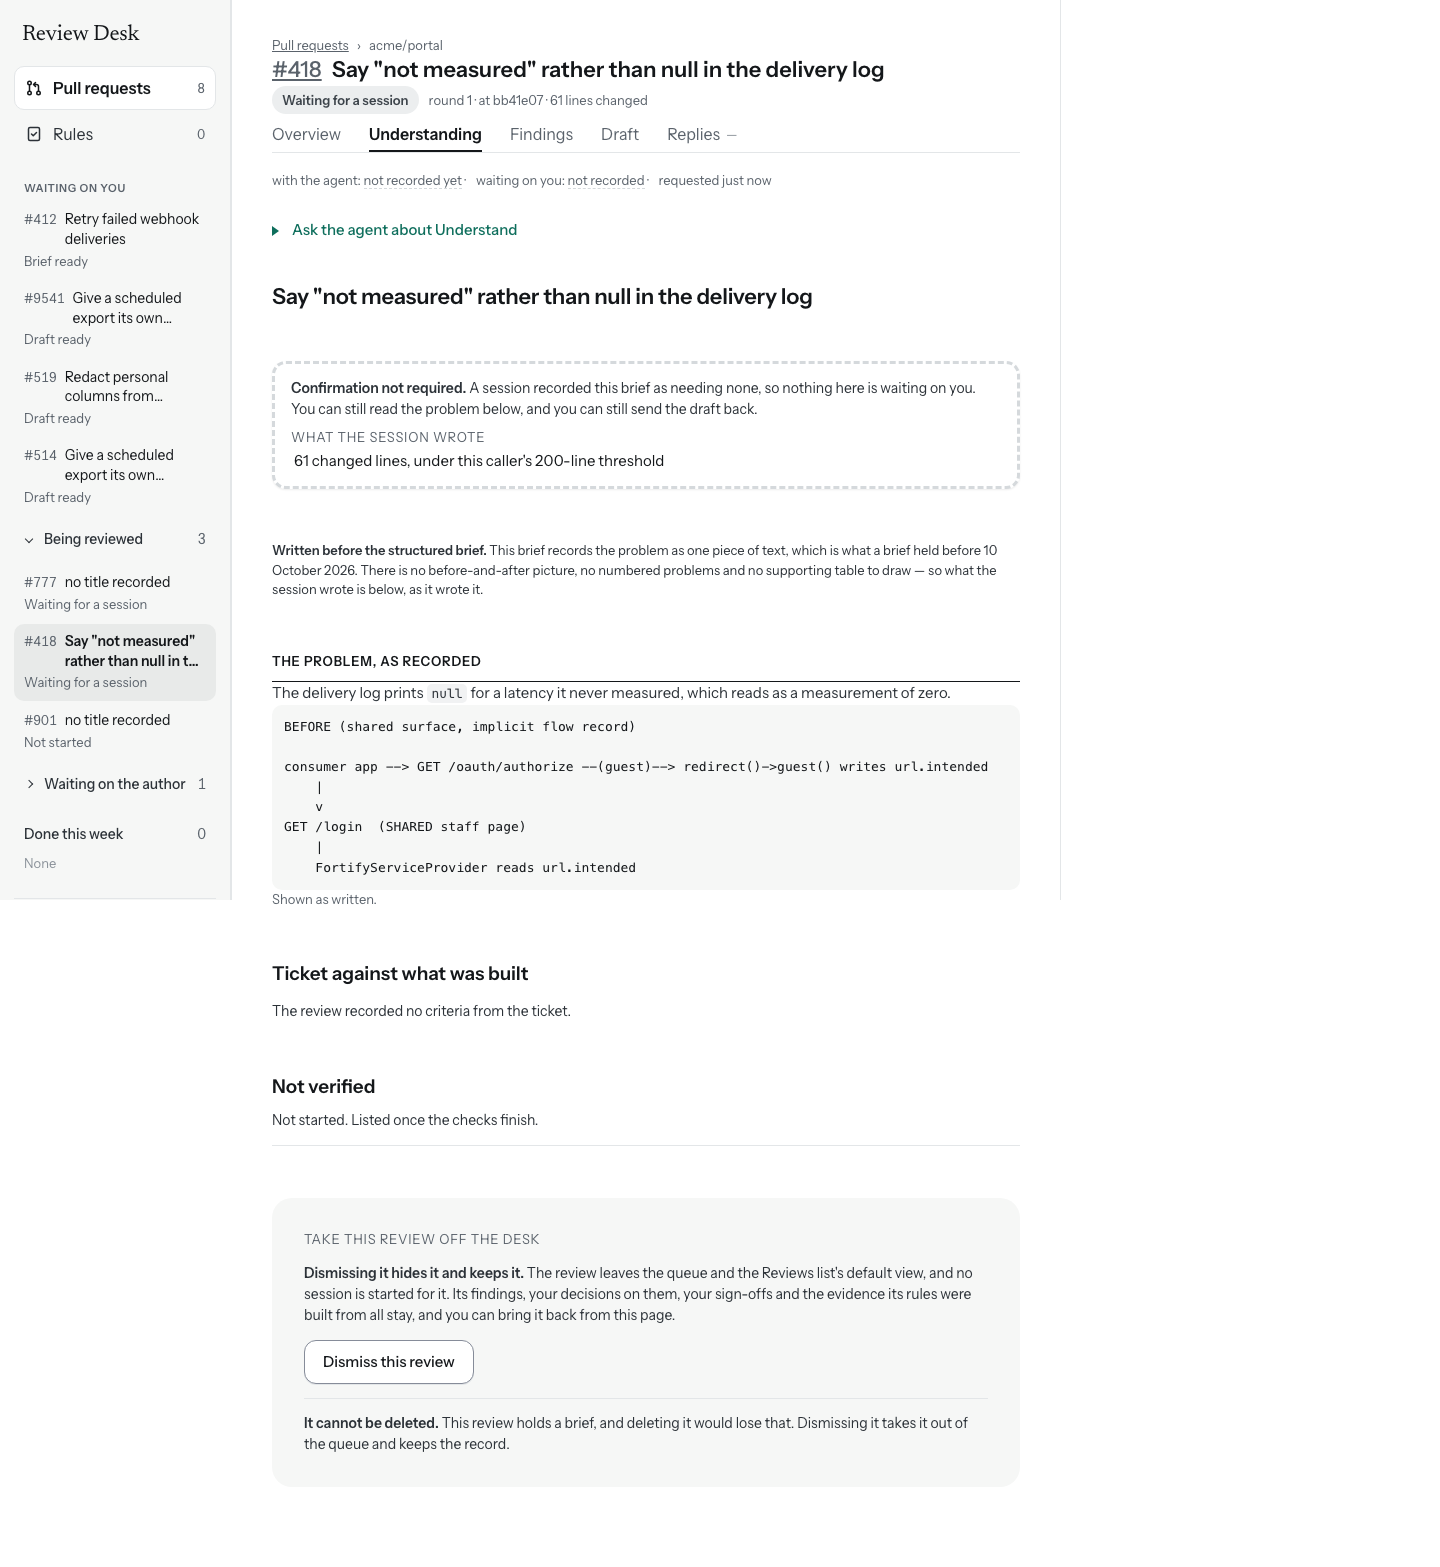 Review Desk
Pull requests 8
Rules 0
WAITING ON YOU
#412 Retry failed webhook
deliveries
Brief ready
#9541 Give a scheduled
export its own...
Draft ready
#519 Redact personal
columns from...
Draft ready
#514 Give a scheduled
export its own...
Draft ready
Being reviewed 3
#777 no title recorded
Waiting for a session
#418 Say "not measured"
rather than null in t...
Waiting for a session
#901 no title recorded
Not started
Waiting on the author 1
Done this week 0
None
Pull requests › acme/portal
#418 Say "not measured" rather than null in the delivery log
Waiting for a session round 1 · at bb41e07 · 61 lines changed
Overview Understanding Findings Draft Replies —
with the agent: not recorded yet · waiting on you: not recorded · requested just now
Ask the agent about Understand
Say "not measured" rather than null in the delivery log
Confirmation not required. A session recorded this brief as needing none, so nothing here is waiting on you.
You can still read the problem below, and you can still send the draft back.
WHAT THE SESSION WROTE
61 changed lines, under this caller's 200-line threshold
Written before the structured brief. This brief records the problem as one piece of text, which is what a brief held before 10
October 2026. There is no before-and-after picture, no numbered problems and no supporting table to draw — so what the
session wrote is below, as it wrote it.
THE PROBLEM, AS RECORDED
The delivery log prints null for a latency it never measured, which reads as a measurement of zero.
BEFORE (shared surface, implicit flow record)
consumer app --> GET /oauth/authorize --(guest)--> redirect()->guest() writes url.intended
|
v
GET /login (SHARED staff page)
|
FortifyServiceProvider reads url.intended
Shown as written.
Ticket against what was built
The review recorded no criteria from the ticket.
Not verified
Not started. Listed once the checks finish.
TAKE THIS REVIEW OFF THE DESK
Dismissing it hides it and keeps it. The review leaves the queue and the Reviews list's default view, and no
session is started for it. Its findings, your decisions on them, your sign-offs and the evidence its rules were
built from all stay, and you can bring it back from this page.
Dismiss this review
It cannot be deleted. This review holds a brief, and deleting it would lose that. Dismissing it takes it out of
the queue and keeps the record.